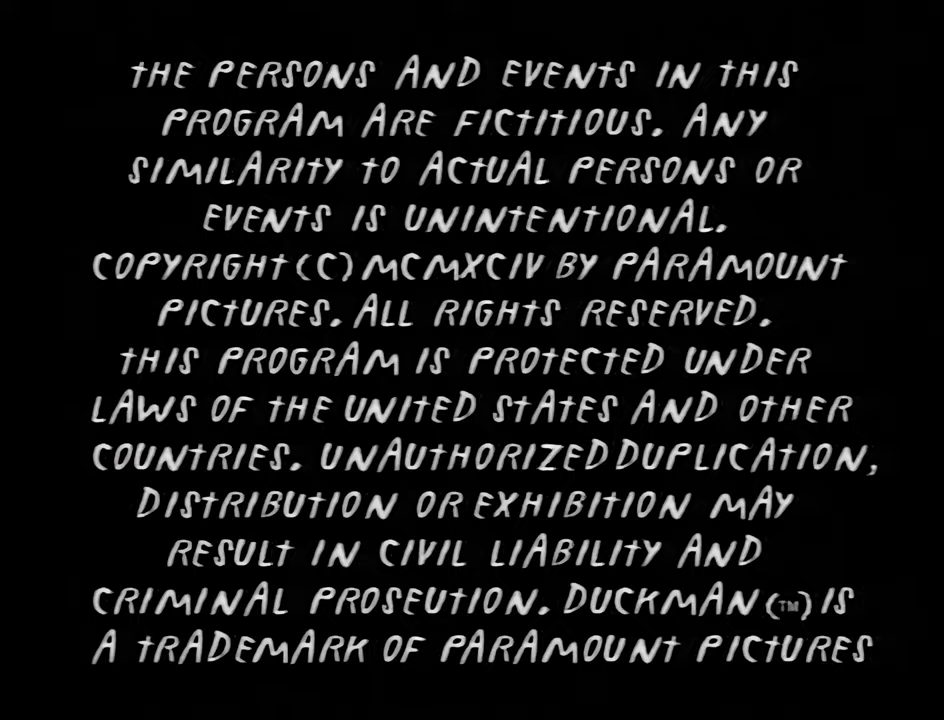 THE PERSONS AND EVENTS IN THIS
PROGRAM ARE FICTITIOUS. ANY
SIMILARITY TO ACTUAL PERSONS OR
EVENTS IS UNINTENTIONAL.
COPYRIGHT (C) MCMXCIV BY PARAMOUNT
PICTURES. ALL RIGHTS RESERVED.
THIS PROGRAM IS PROTECTED UNDER
LAWS OF THE UNITED STATES AND OTHER
COUNTRIES. UNAUTHORIZED DUPLICATION,
DISTRIBUTION OR EXHIBITION MAY
RESULT IN CIVIL LIABILITY AND
CRIMINAL PROSEUTION. DUCKMAN (TM) IS
A TRADEMARK OF PARAMOUNT PICTURES